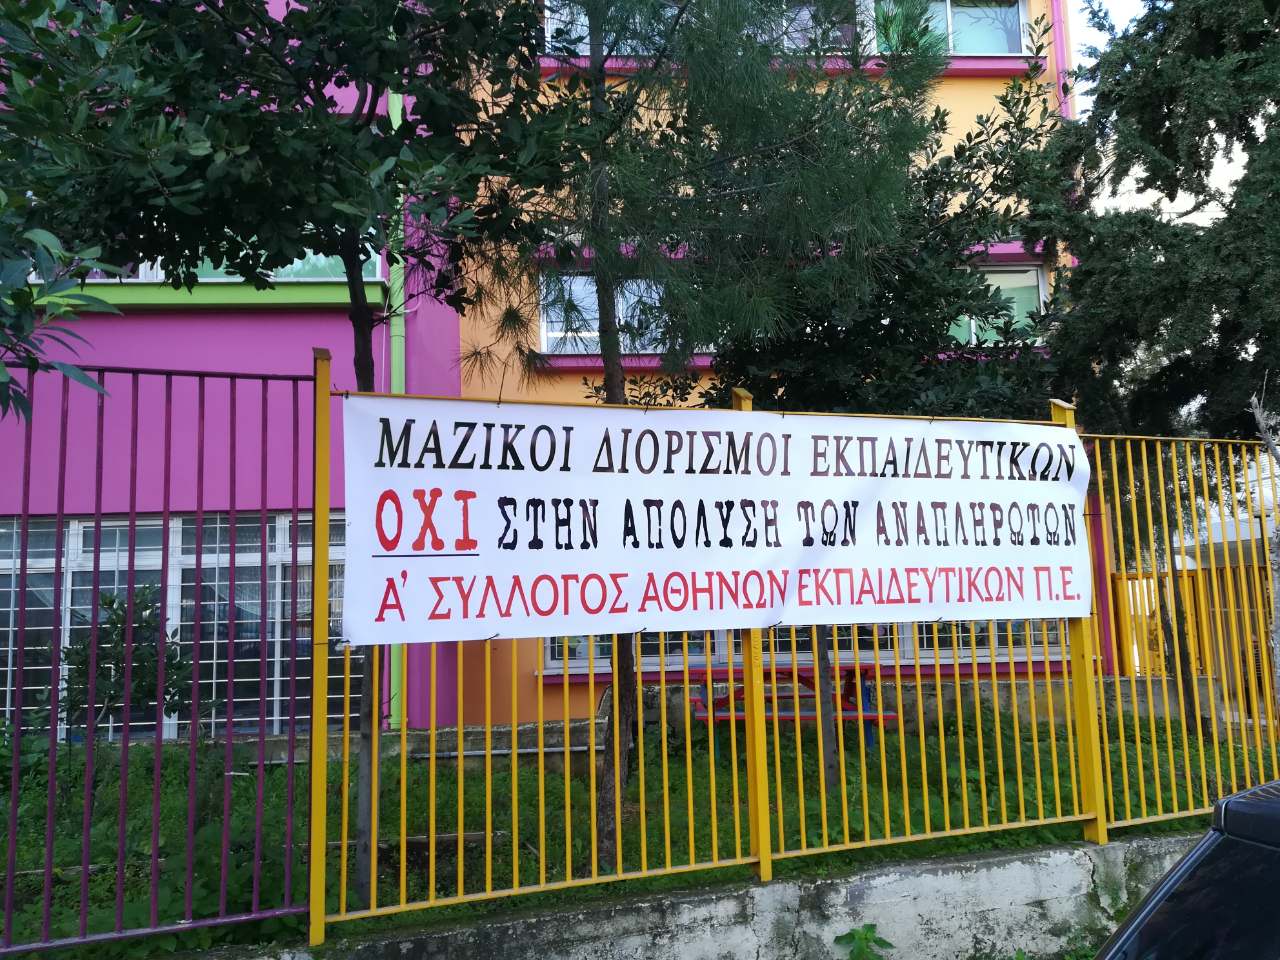 ΜΑΖΙΚΟΙ ΔΙΟΡΙΣΜΟΙ ΕΚΠΑΙΔΕΥΤΙΚΩΝ
ΟΧΙ ΣΤΗΝ ΑΠΟΛΥΣΗ ΤΩΝ ΑΝΑΠΛΗΡΩΤΩΝ
Α' ΣΥΛΛΟΓΟΣ ΑΘΗΝΩΝ ΕΚΠΑΙΔΕΥΤΙΚΩΝ Π.Ε.